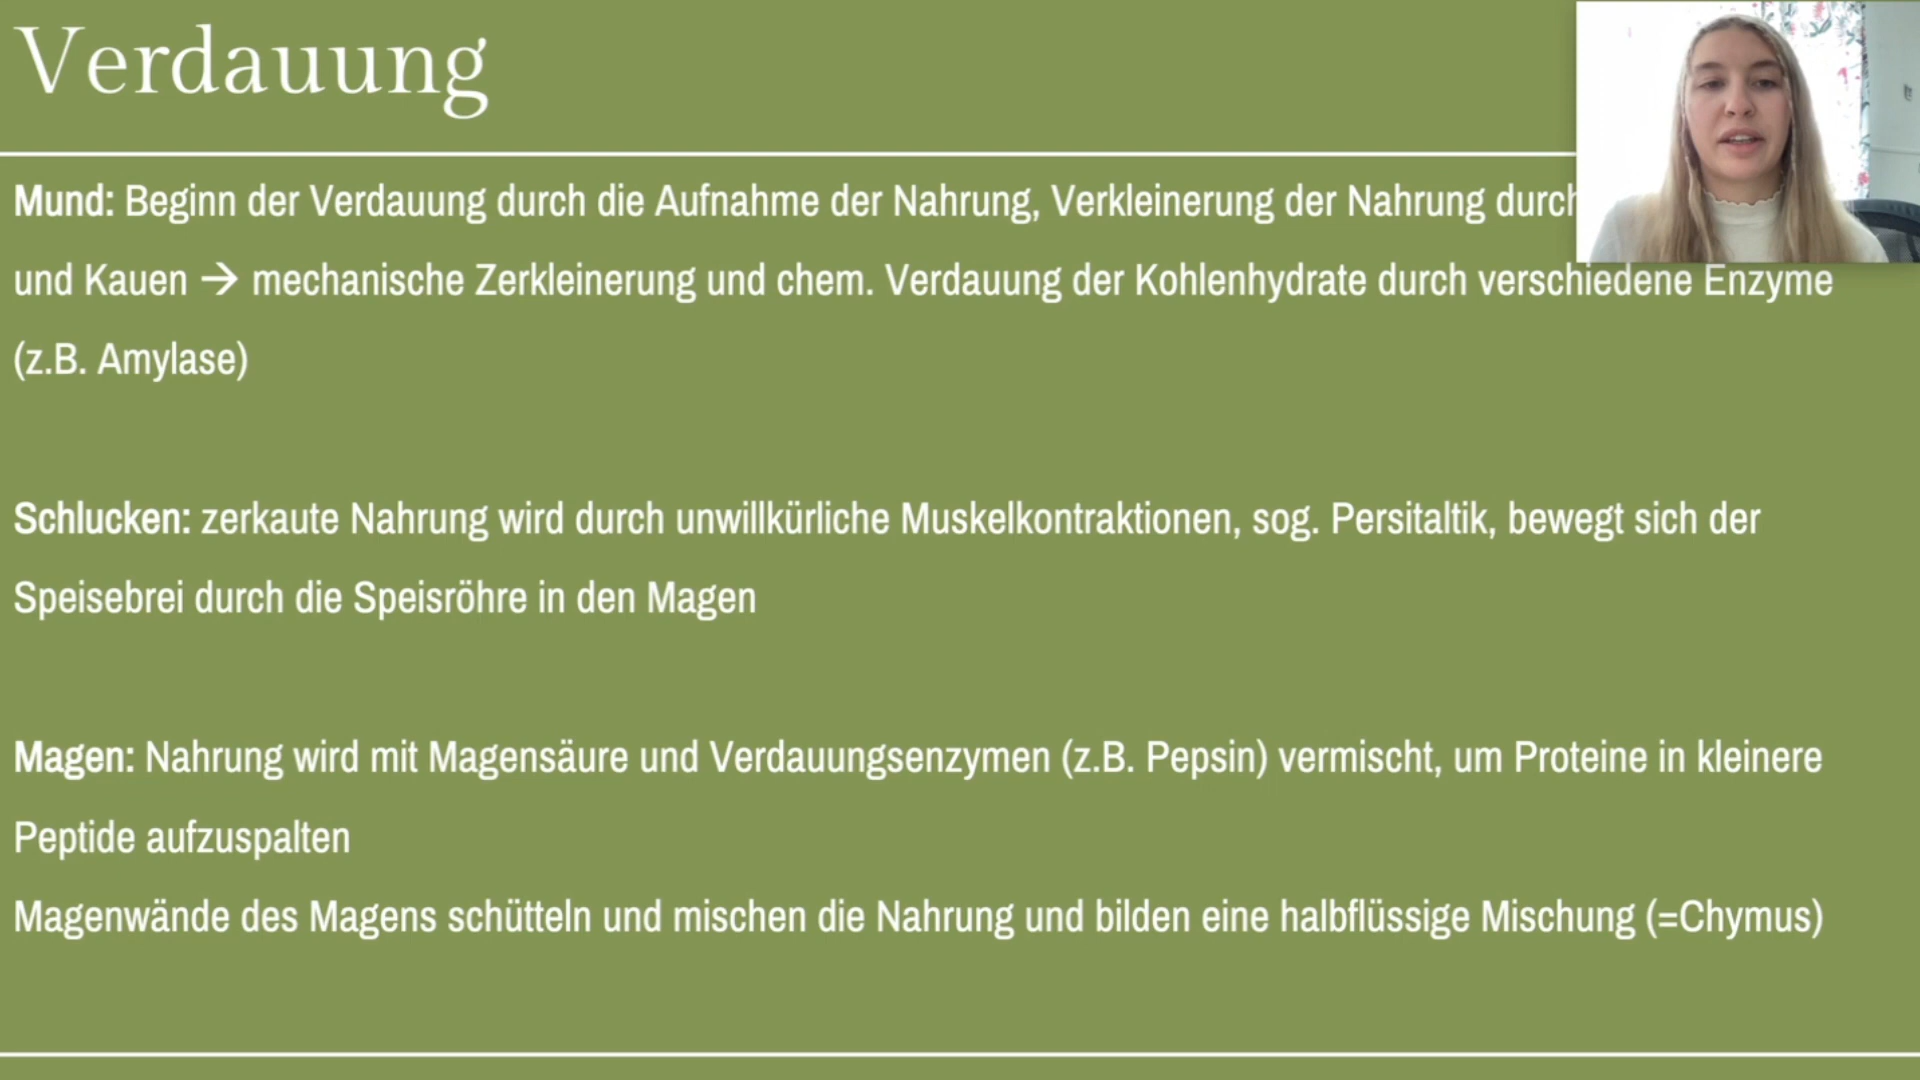 Verdauung
Mund: Beginn der Verdauung durch die Aufnahme der Nahrung, Verkleinerung der Nahrung durch
und Kauen → mechanische Zerkleinerung und chem. Verdauung der Kohlenhydrate durch verschiedene Enzyme
(z.B. Amylase)
Schlucken: zerkaute Nahrung wird durch unwillkürliche Muskelkontraktionen, sog. Persitaltik, bewegt sich der
Speisebrei durch die Speisröhre in den Magen
Magen: Nahrung wird mit Magensäure und Verdauungsenzymen (z.B. Pepsin) vermischt, um Proteine in kleinere
Peptide aufzuspalten
Magenwände des Magens schütteln und mischen die Nahrung und bilden eine halbflüssige Mischung (=Chymus)